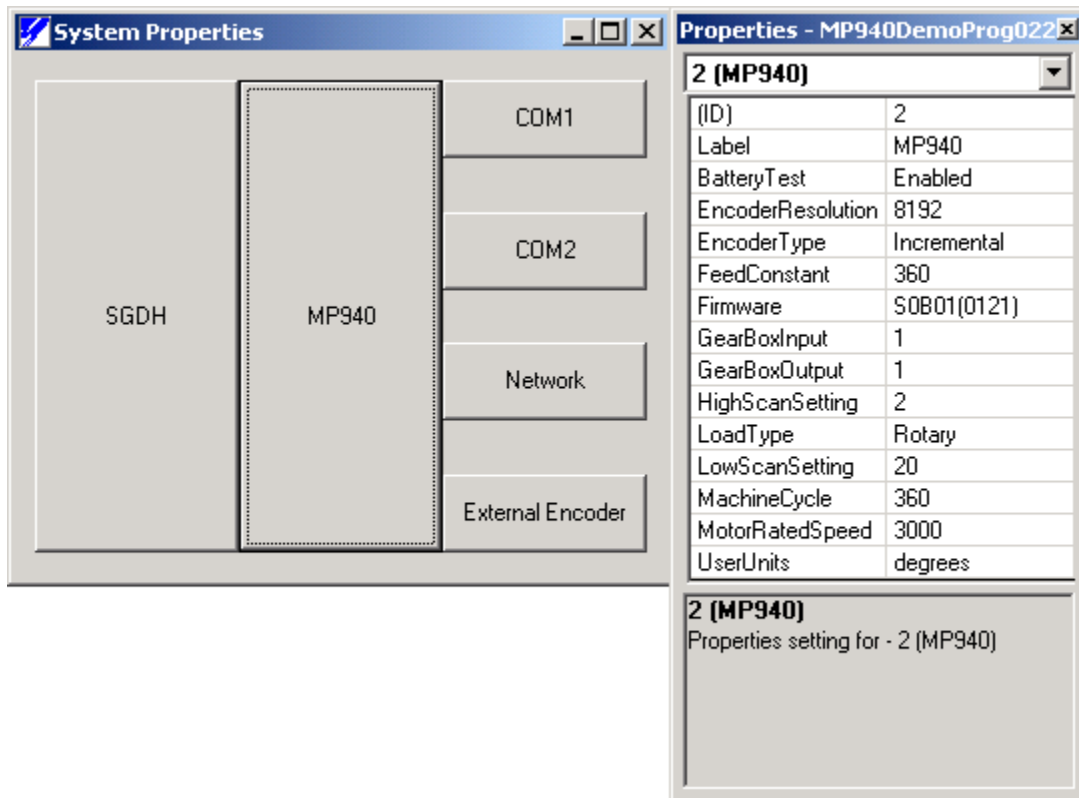 System Properties
SGDH
MP940
COM1
COM2
Network
External Encoder
Properties - MP940DemoProg022
2 (MP940)
(ID) 2
Label MP940
BatteryTest Enabled
EncoderResolution 8192
EncoderType Incremental
FeedConstant 360
Firmware S0B01(0121)
GearBoxInput 1
GearBoxOutput 1
HighScanSetting 2
LoadType Rotary
LowScanSetting 20
MachineCycle 360
MotorRatedSpeed 3000
UserUnits degrees
2 (MP940)
Properties setting for - 2 (MP940)